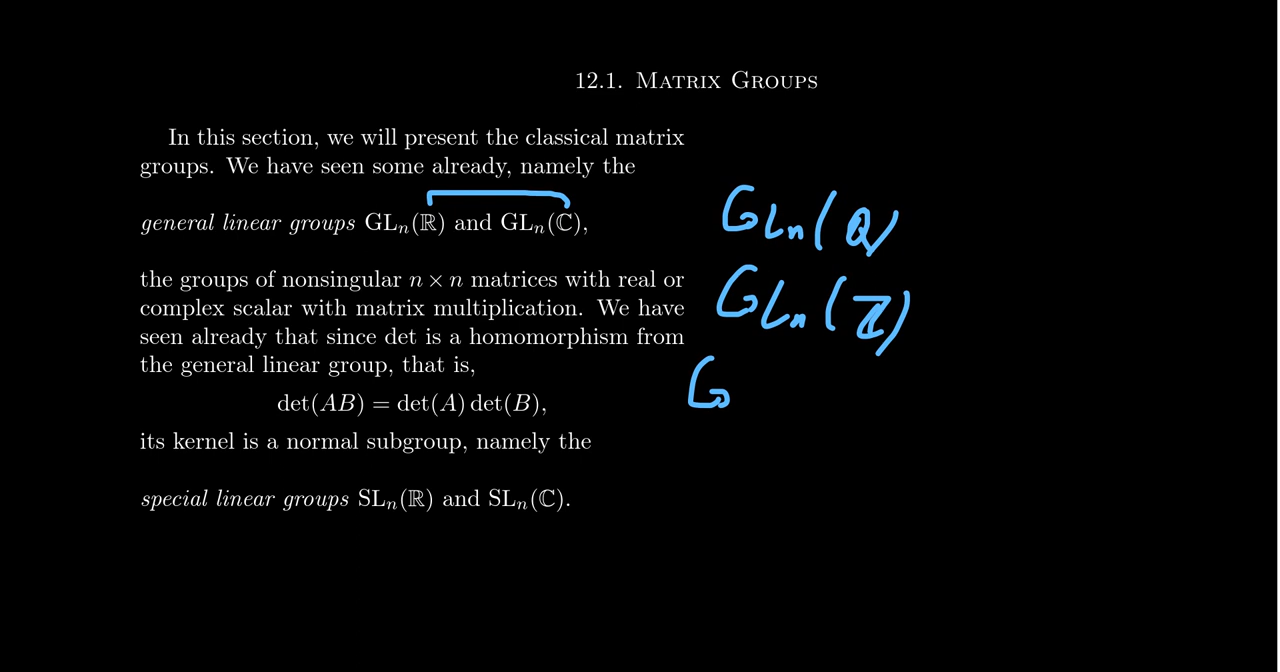 12.1. Matrix Groups
In this section, we will present the classical matrix
groups. We have seen some already, namely the
general linear groups GLₙ(ℝ) and GLₙ(ℂ),
the groups of nonsingular n × n matrices with real or
complex scalar with matrix multiplication. We have
seen already that since det is a homomorphism from
the general linear group, that is,
det(AB) = det(A) det(B),
its kernel is a normal subgroup, namely the
special linear groups SLₙ(ℝ) and SLₙ(ℂ).
GLₙ(ℚ)
GLₙ(ℤ)
G